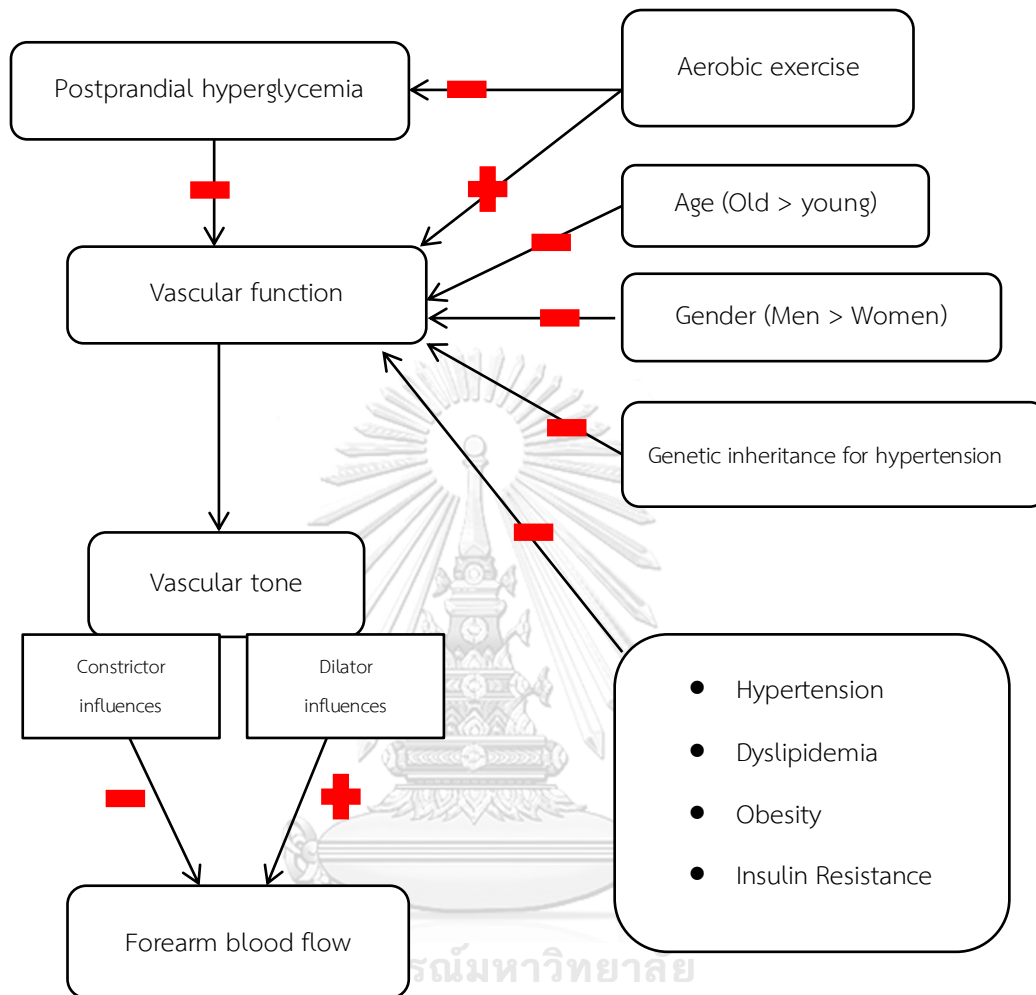 Postprandial hyperglycemia
Aerobic exercise
Age (Old > young)
Vascular function
Gender (Men > Women)
Genetic inheritance for hypertension
Vascular tone
Constrictor
influences
Dilator
influences
• Hypertension
• Dyslipidemia
• Obesity
• Insulin Resistance
Forearm blood flow
รณ์มหาวิทยาลัย